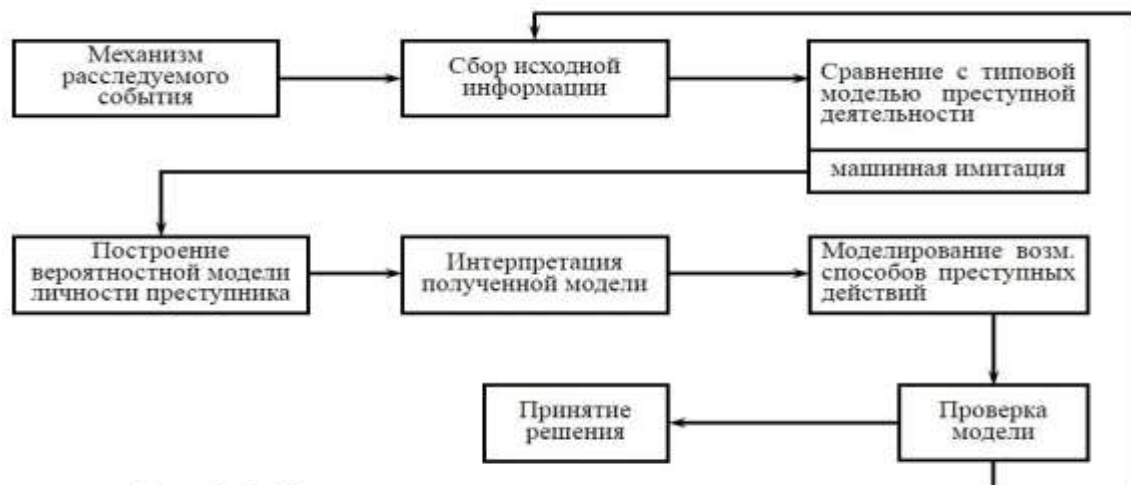 Механизм
расследуемого
события
Сбор исходной
информации
Сравнение с типовой
моделью преступной
деятельности
машинная имитация
Построение
вероятностной модели
личности преступника
Интерпретация
полученной модели
Моделирование возм.
способов преступных
действий
Принятие
решения
Проверка
модели